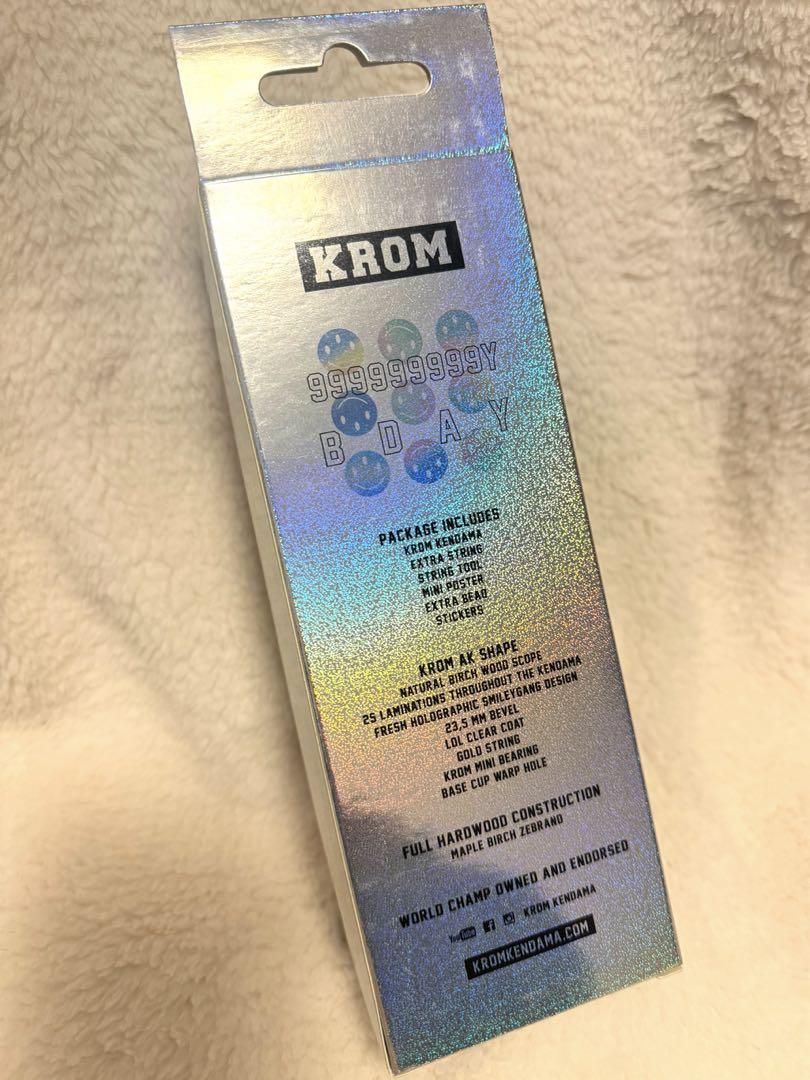 KROM
999999999Y
BDAY
PACKAGE INCLUDES
KROM KENDAMA
EXTRA STRING
STRING TOOL
MINI POSTER
EXTRA BEAD
STICKERS
KROM AK SHAPE
NATURAL BIRCH WOOD SCOPE
25 LAMINATIONS THROUGHOUT THE KENDAMA
FRESH HOLOGRAPHIC SMILEYGANG DESIGN
23,5 MM BEVEL
LOL CLEAR COAT
GOLD STRING
KROM MINI BEARING
BASE CUP WARP HOLE
FULL HARDWOOD CONSTRUCTION
MAPLE BIRCH ZEBRANO
WORLD CHAMP OWNED AND ENDORSED
YouTube f KROM KENDAMA
KROMKENDAMA.COM